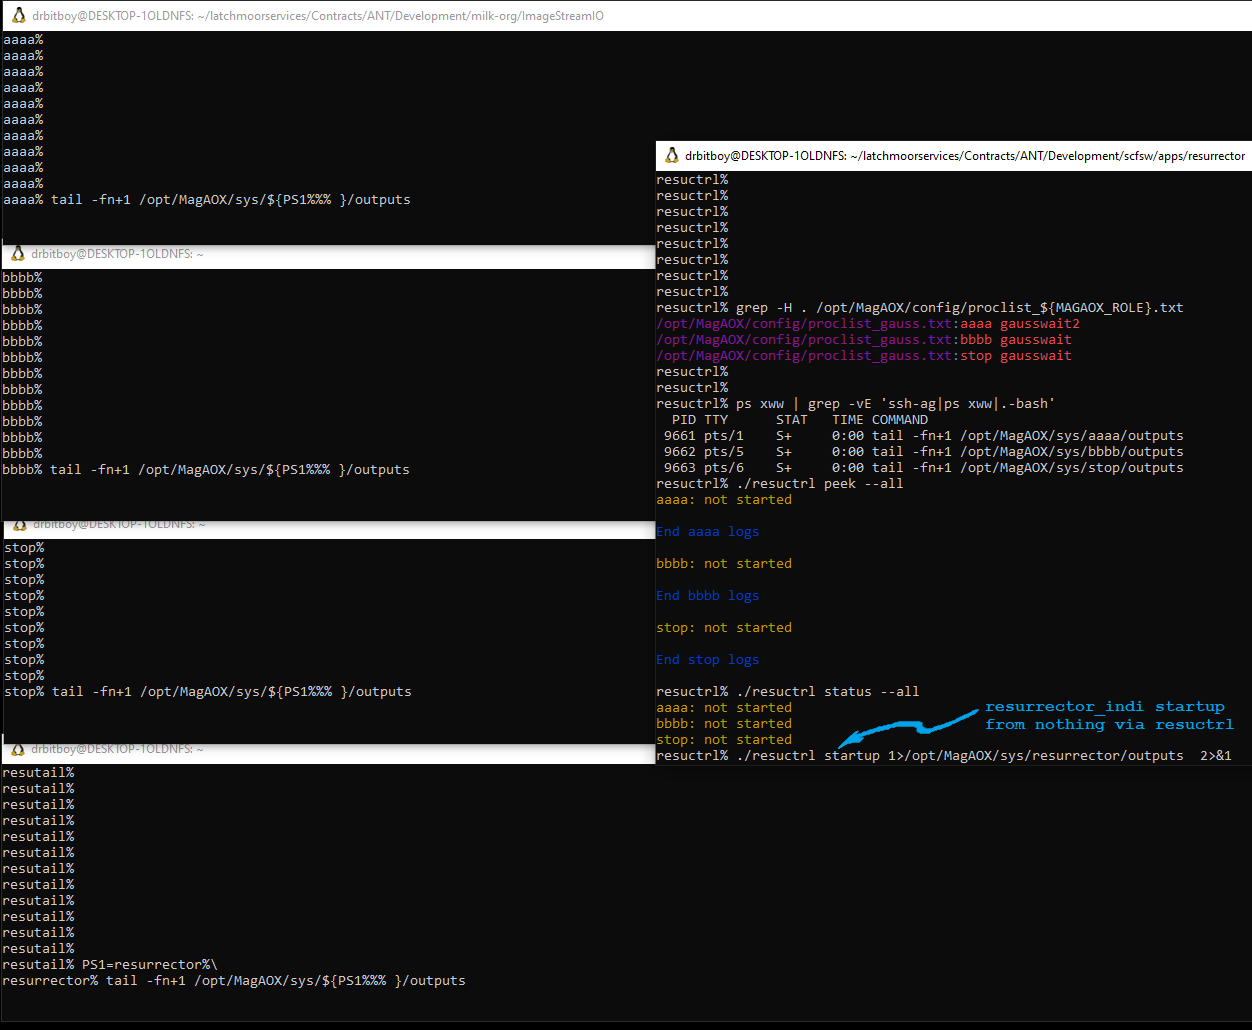 drbitboy@DESKTOP-1OLDNFS: ~/latchmoorservices/Contracts/ANT/Development/milk-org/ImageStreamIO
aaaa%
aaaa%
aaaa%
aaaa%
aaaa%
aaaa%
aaaa%
aaaa%
aaaa%
aaaa%
aaaa% tail -fn+1 /opt/MagAOX/sys/${PS1%%% }/outputs
drbitboy@DESKTOP-1OLDNFS: ~
bbbb%
bbbb%
bbbb%
bbbb%
bbbb%
bbbb%
bbbb%
bbbb%
bbbb%
bbbb%
bbbb%
bbbb%
bbbb% tail -fn+1 /opt/MagAOX/sys/${PS1%%% }/outputs
drbitboy@DESKTOP-1OLDNFS: ~
stop%
stop%
stop%
stop%
stop%
stop%
stop%
stop%
stop%
stop% tail -fn+1 /opt/MagAOX/sys/${PS1%%% }/outputs
drbitboy@DESKTOP-1OLDNFS: ~
resutail%
resutail%
resutail%
resutail%
resutail%
resutail%
resutail%
resutail%
resutail%
resutail%
resutail%
resutail%
resutail% PS1=resurrector%\
resurrector% tail -fn+1 /opt/MagAOX/sys/${PS1%%% }/outputs
drbitboy@DESKTOP-1OLDNFS: ~/latchmoorservices/Contracts/ANT/Development/scfsw/apps/resurrector
resuctrl%
resuctrl%
resuctrl%
resuctrl%
resuctrl%
resuctrl%
resuctrl%
resuctrl%
resuctrl% grep -H . /opt/MagAOX/config/proclist_${MAGAOX_ROLE}.txt
/opt/MagAOX/config/proclist_gauss.txt:aaaa gausswait2
/opt/MagAOX/config/proclist_gauss.txt:bbbb gausswait
/opt/MagAOX/config/proclist_gauss.txt:stop gausswait
resuctrl%
resuctrl%
resuctrl% ps xww | grep -vE 'ssh-ag|ps xww|.-bash'
PID TTY STAT TIME COMMAND
9661 pts/1 S+ 0:00 tail -fn+1 /opt/MagAOX/sys/aaaa/outputs
9662 pts/5 S+ 0:00 tail -fn+1 /opt/MagAOX/sys/bbbb/outputs
9663 pts/6 S+ 0:00 tail -fn+1 /opt/MagAOX/sys/stop/outputs
resuctrl% ./resuctrl peek --all
aaaa: not started
End aaaa logs
bbbb: not started
End bbbb logs
stop: not started
End stop logs
resuctrl% ./resuctrl status --all
aaaa: not started
bbbb: not started
stop: not started
resuctrl% ./resuctrl startup 1>/opt/MagAOX/sys/resurrector/outputs 2>&1
resurrector_indi startup
from nothing via resuctrl